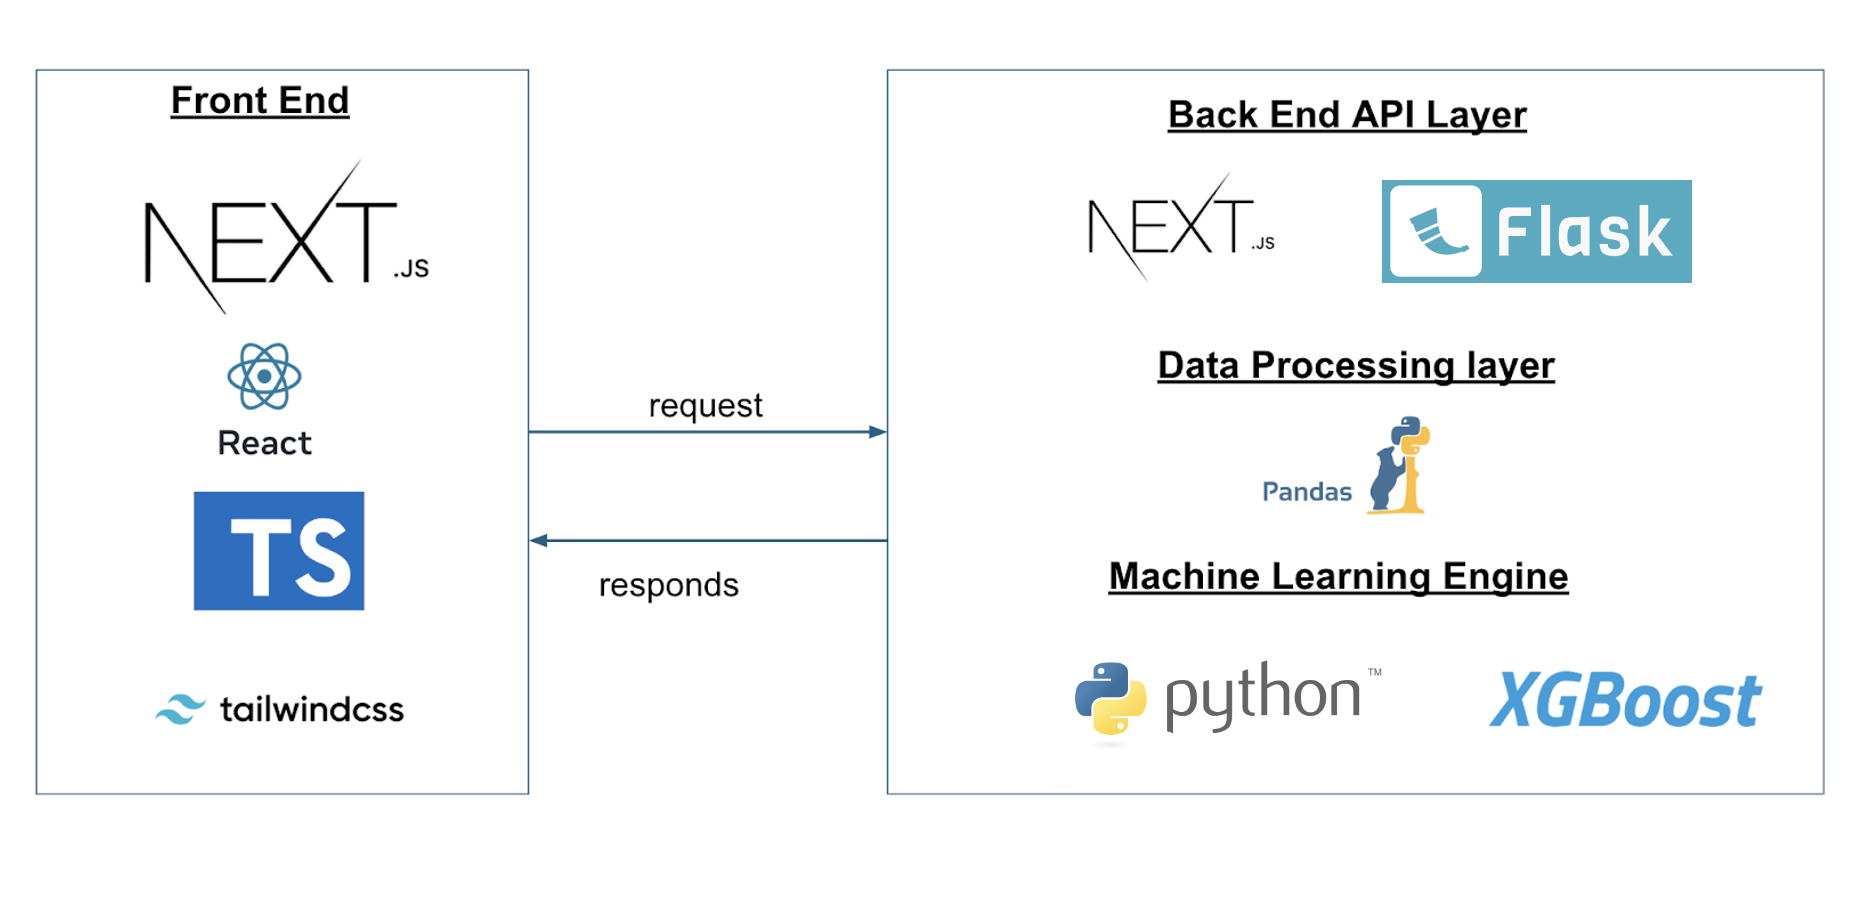 Front End
NEXT.JS
React
TS
tailwindcss
request
responds
Back End API Layer
NEXT.JS
Flask
Data Processing layer
Pandas
Machine Learning Engine
python™
XGBoost